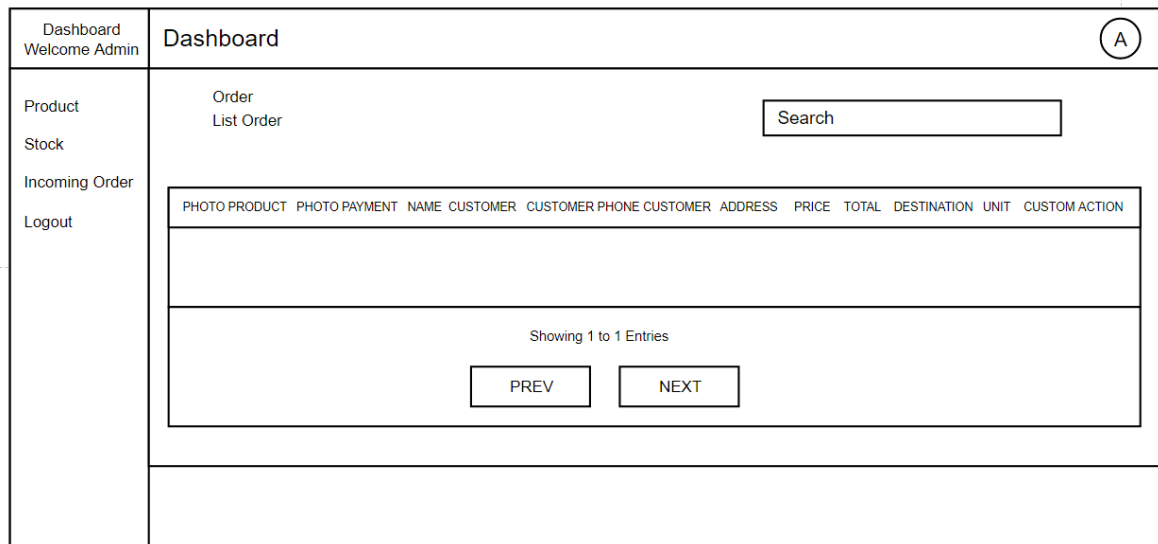 Dashboard
Welcome Admin
Dashboard
A
Product
Stock
Incoming Order
Logout
Order
List Order
Search
PHOTO PRODUCT PHOTO PAYMENT NAME CUSTOMER CUSTOMER PHONE CUSTOMER ADDRESS PRICE TOTAL DESTINATION UNIT CUSTOM ACTION
Showing 1 to 1 Entries
PREV NEXT